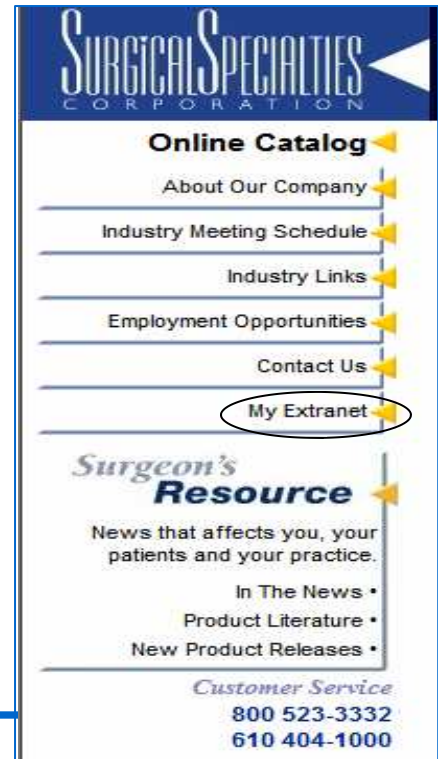 SURGICALSPECIALTIES
CORPORATION
Online Catalog
About Our Company
Industry Meeting Schedule
Industry Links
Employment Opportunities
Contact Us
My Extranet
Surgeon's
Resource
News that affects you, your
patients and your practice.
In The News •
Product Literature •
New Product Releases •
Customer Service
800 523-3332
610 404-1000